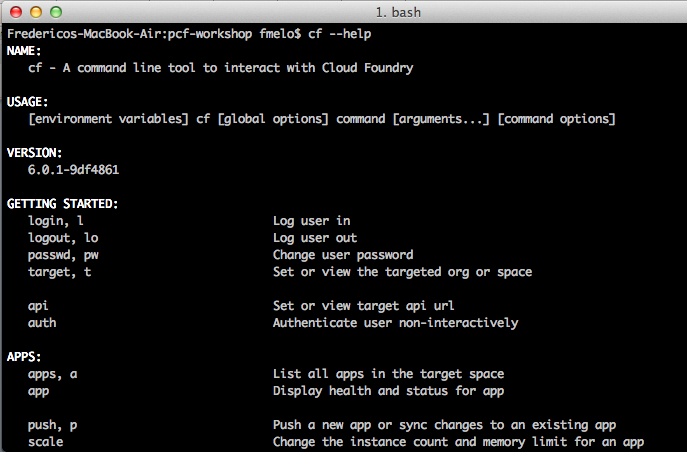 1. bash
Fredericos-MacBook-Air:pcf-workshop fmelo$ cf --help
NAME:
cf - A command line tool to interact with Cloud Foundry
USAGE:
[environment variables] cf [global options] command [arguments...] [command options]
VERSION:
6.0.1-9df4861
GETTING STARTED:
login, l Log user in
logout, lo Log user out
passwd, pw Change user password
target, t Set or view the targeted org or space
api Set or view target api url
auth Authenticate user non-interactively
APPS:
apps, a List all apps in the target space
app Display health and status for app
push, p Push a new app or sync changes to an existing app
scale Change the instance count and memory limit for an app